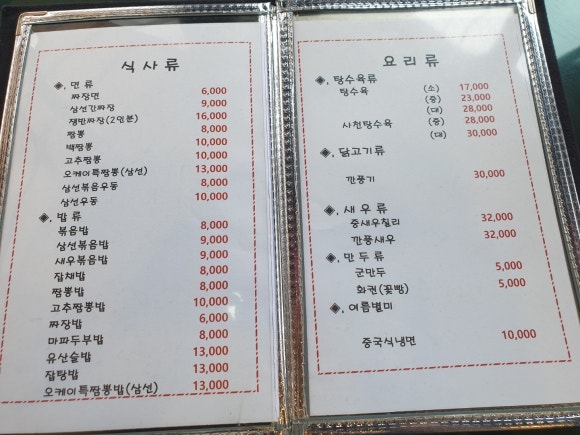 식사류
◈. 면류
짜장면 6,000
삼선간짜장 9,000
쟁반짜장(2인분) 16,000
짬뽕 8,000
백짬뽕 10,000
고추짬뽕 10,000
오케이특짬뽕(삼선) 13,000
삼선볶음우동 8,000
삼선우동 10,000
◈. 밥류
볶음밥 8,000
삼선볶음밥 9,000
새우볶음밥 9,000
잡채밥 8,000
짬뽕밥 8,000
고추짬뽕밥 10,000
짜장밥 6,000
마파두부밥 8,000
유산슬밥 13,000
잡탕밥 13,000
오케이특짬뽕밥(삼선) 13,000
요리류
◈. 탕수육류
탕수육 (소) 17,000
(중) 23,000
(대) 28,000
사천탕수육 (중) 28,000
(대) 30,000
◈. 닭고기류
깐풍기 30,000
◈. 새우류
중새우칠리 32,000
깐풍새우 32,000
◈. 만두류
군만두 5,000
화권(꽃빵) 5,000
◈. 여름별미
중국식냉면 10,000